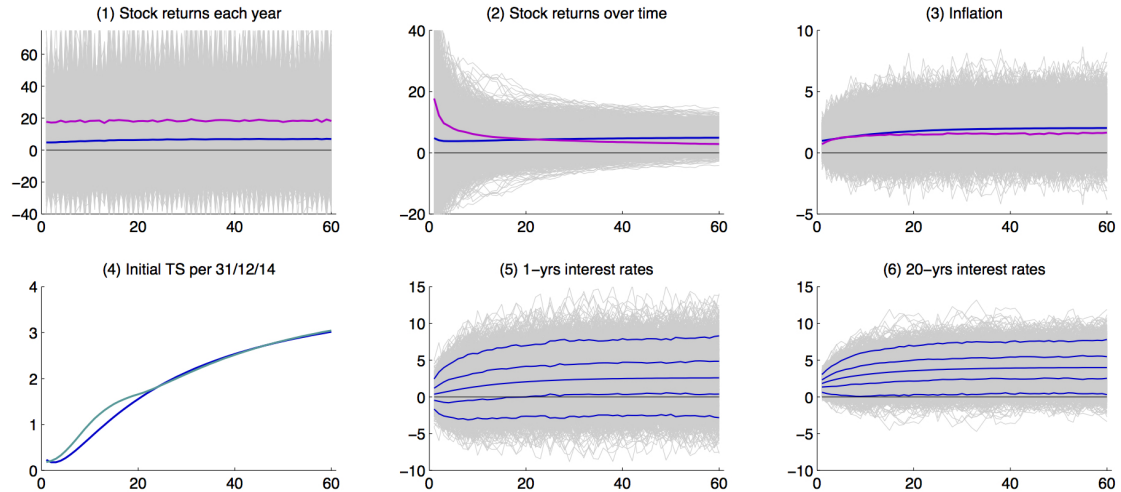 (1) Stock returns each year
60
40
20
0
−20
−40
0 20 40 60
(2) Stock returns over time
40
20
0
−20
0 20 40 60
(3) Inflation
10
5
0
−5
0 20 40 60
(4) Initial TS per 31/12/14
4
3
2
1
0
0 20 40 60
(5) 1−yrs interest rates
15
10
5
0
−5
−10
0 20 40 60
(6) 20−yrs interest rates
15
10
5
0
−5
−10
0 20 40 60